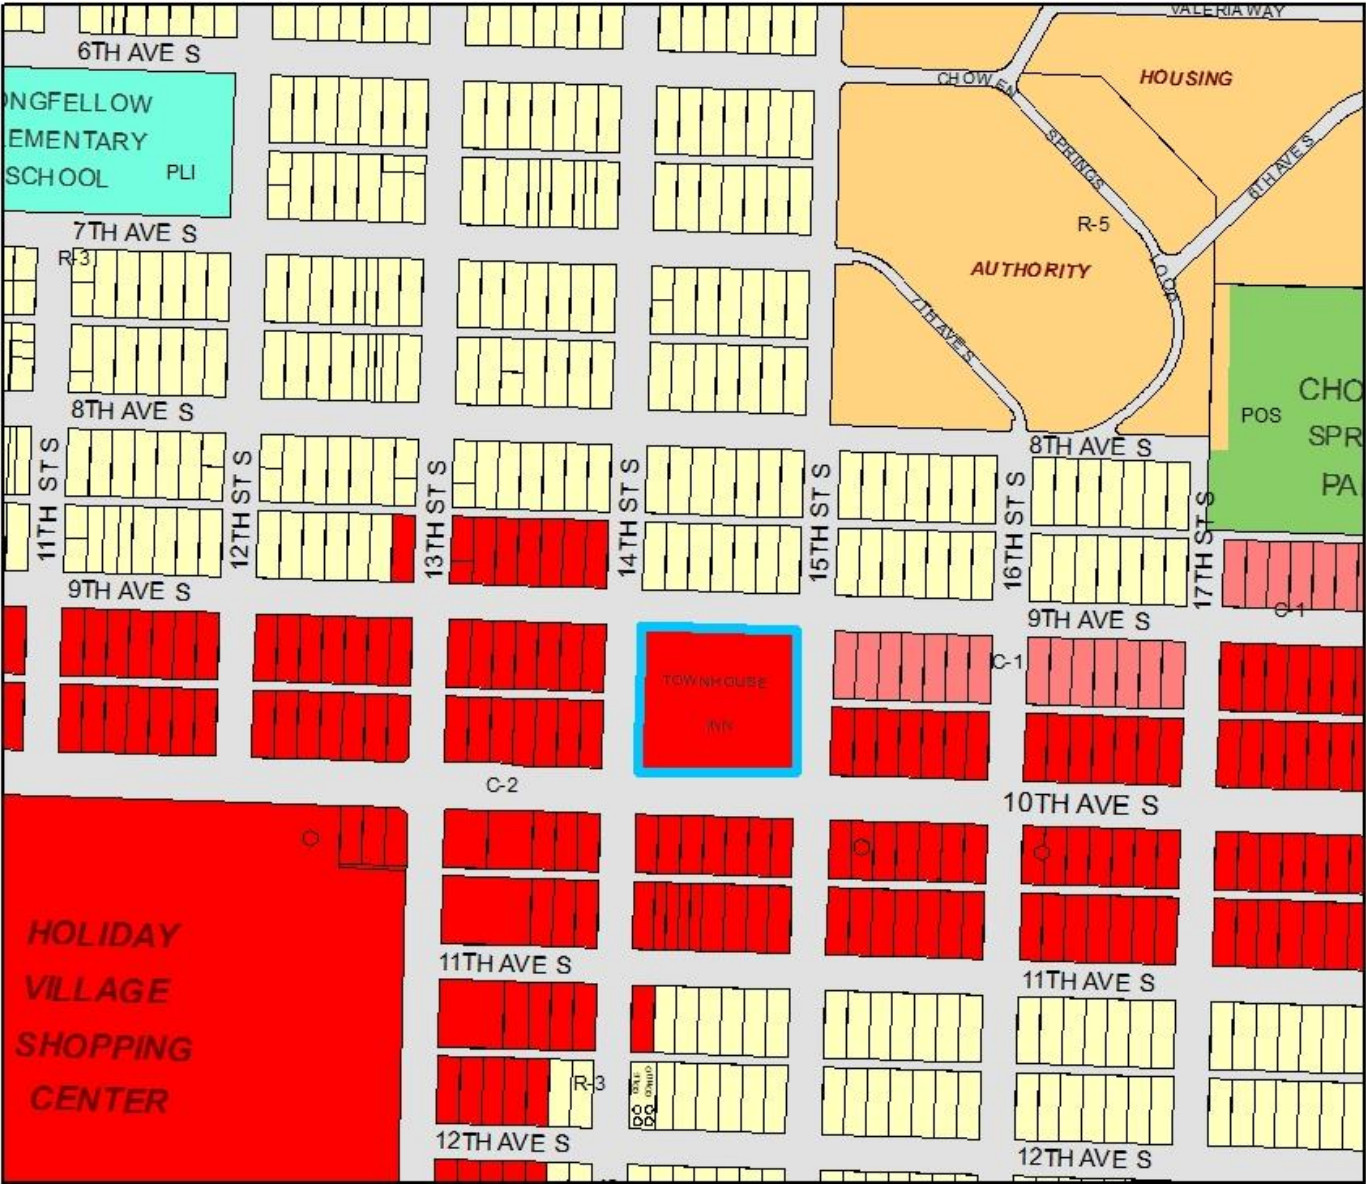 VALERIA WAY
6TH AVE S
CHOWEN
HOUSING
ONGFELLOW
LEMENTARY
SCHOOL
PLI
SPRINGS
6TH AVE S
R-5
7TH AVE S
R-3
AUTHORITY
LOOP
7TH AVE S
CHO
SPR
PA
POS
8TH AVE S
8TH AVE S
11TH ST S
12TH ST S
13TH ST S
14TH ST S
15TH ST S
16TH ST S
17TH ST S
9TH AVE S
9TH AVE S
C-1
C-1
TOWNHOUSE
INN
C-2
10TH AVE S
HOLIDAY
VILLAGE
SHOPPING
CENTER
11TH AVE S
11TH AVE S
R-3
12TH AVE S
12TH AVE S